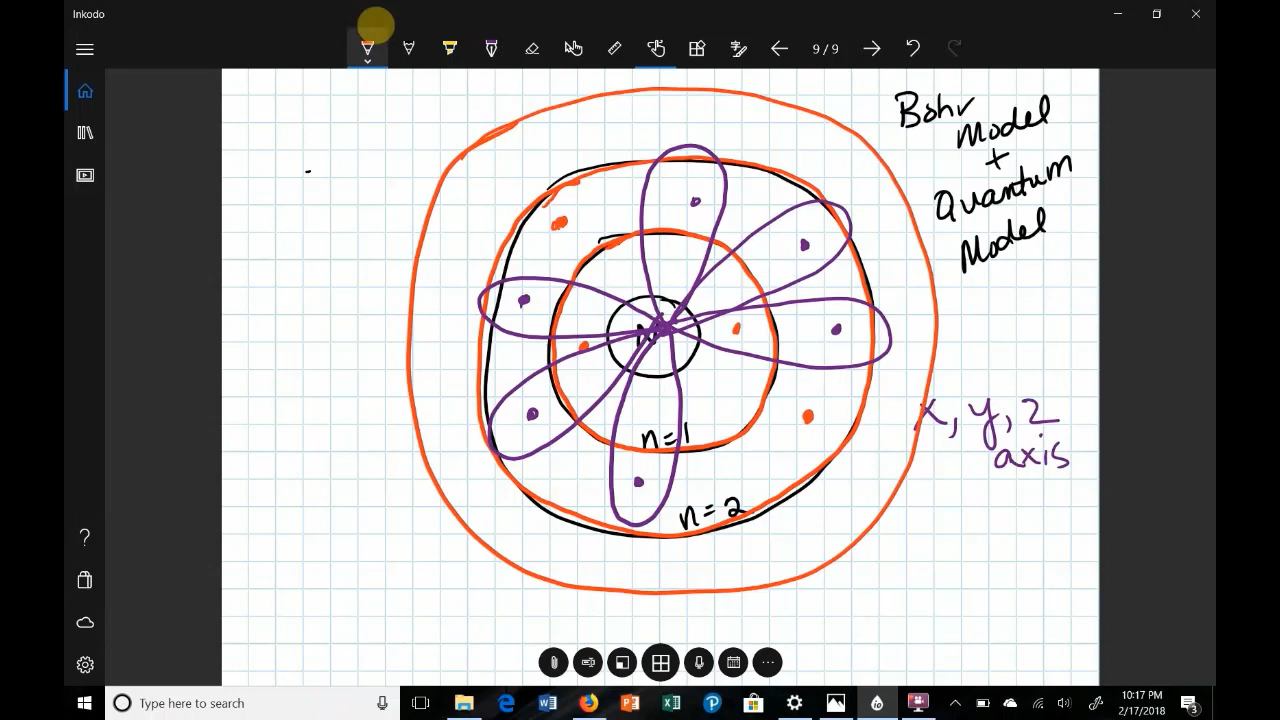 Inkodo
9/9
Bohr
Model
+
Quantum
Model
N
x, y, z
axis
n=1
n=2
Type here to search
10:17 PM
2/17/2018
3